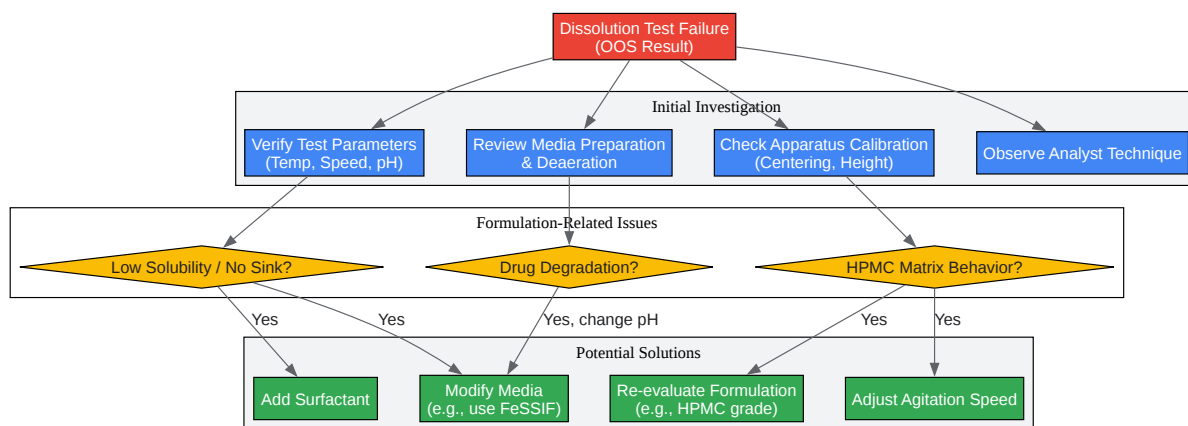 Dissolution Test Failure
(OOS Result)
Initial Investigation
Verify Test Parameters
(Temp, Speed, pH)
Review Media Preparation
& Deaeration
Check Apparatus Calibration
(Centering, Height)
Observe Analyst Technique
Formulation-Related Issues
Low Solubility / No Sink?
Drug Degradation?
HPMC Matrix Behavior?
Yes
Yes
Yes, change pH
Yes
Yes
Potential Solutions
Add Surfactant
Modify Media
(e.g., use FeSSIF)
Re-evaluate Formulation
(e.g., HPMC grade)
Adjust Agitation Speed